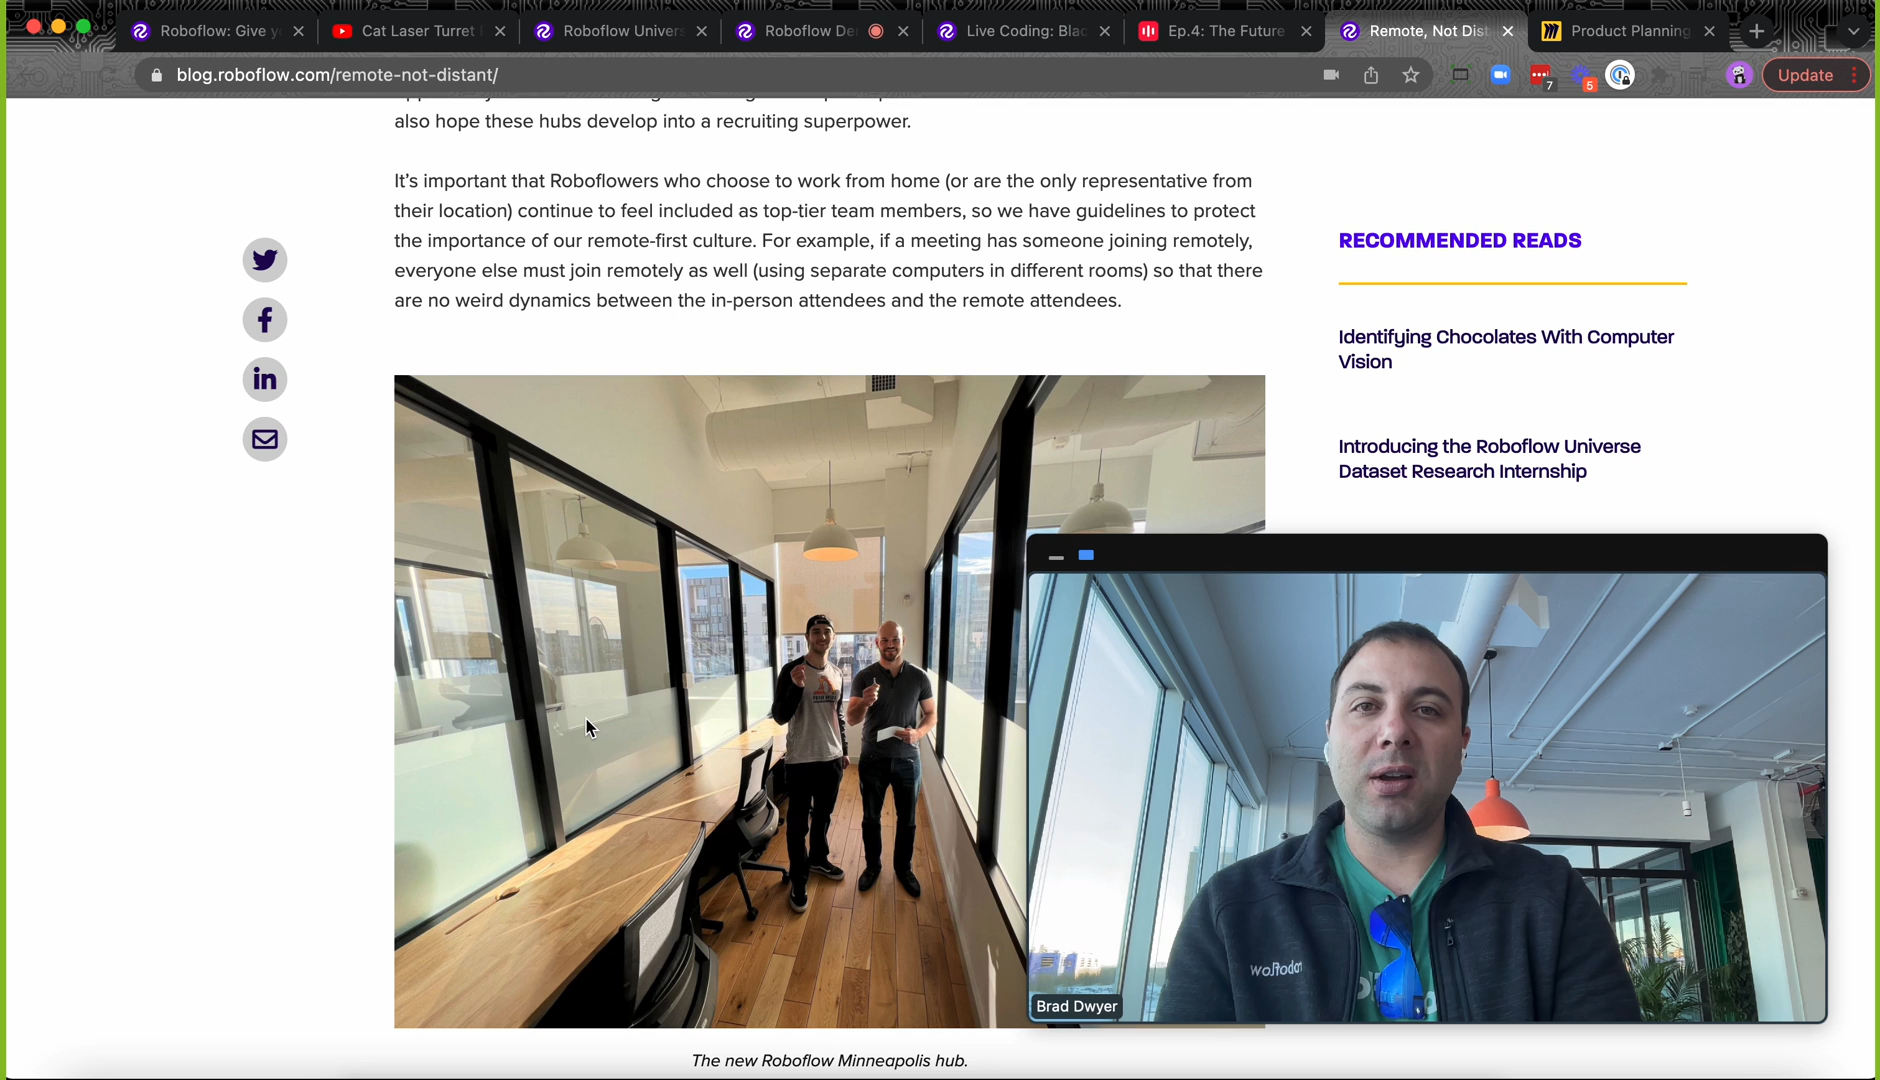 Roboflow: Give y
Cat Laser Turret
Roboflow Univers
Roboflow De
Live Coding: Blac
Ep.4: The Future
Remote, Not Dist
Product Planning
blog.roboflow.com/remote-not-distant/
7
5
Update
also hope these hubs develop into a recruiting superpower.
It's important that Roboflowers who choose to work from home (or are the only representative from
their location) continue to feel included as top-tier team members, so we have guidelines to protect
the importance of our remote-first culture. For example, if a meeting has someone joining remotely,
everyone else must join remotely as well (using separate computers in different rooms) so that there
are no weird dynamics between the in-person attendees and the remote attendees.
RECOMMENDED READS
Identifying Chocolates With Computer
Vision
Introducing the Roboflow Universe
Dataset Research Internship
Brad Dwyer
The new Roboflow Minneapolis hub.